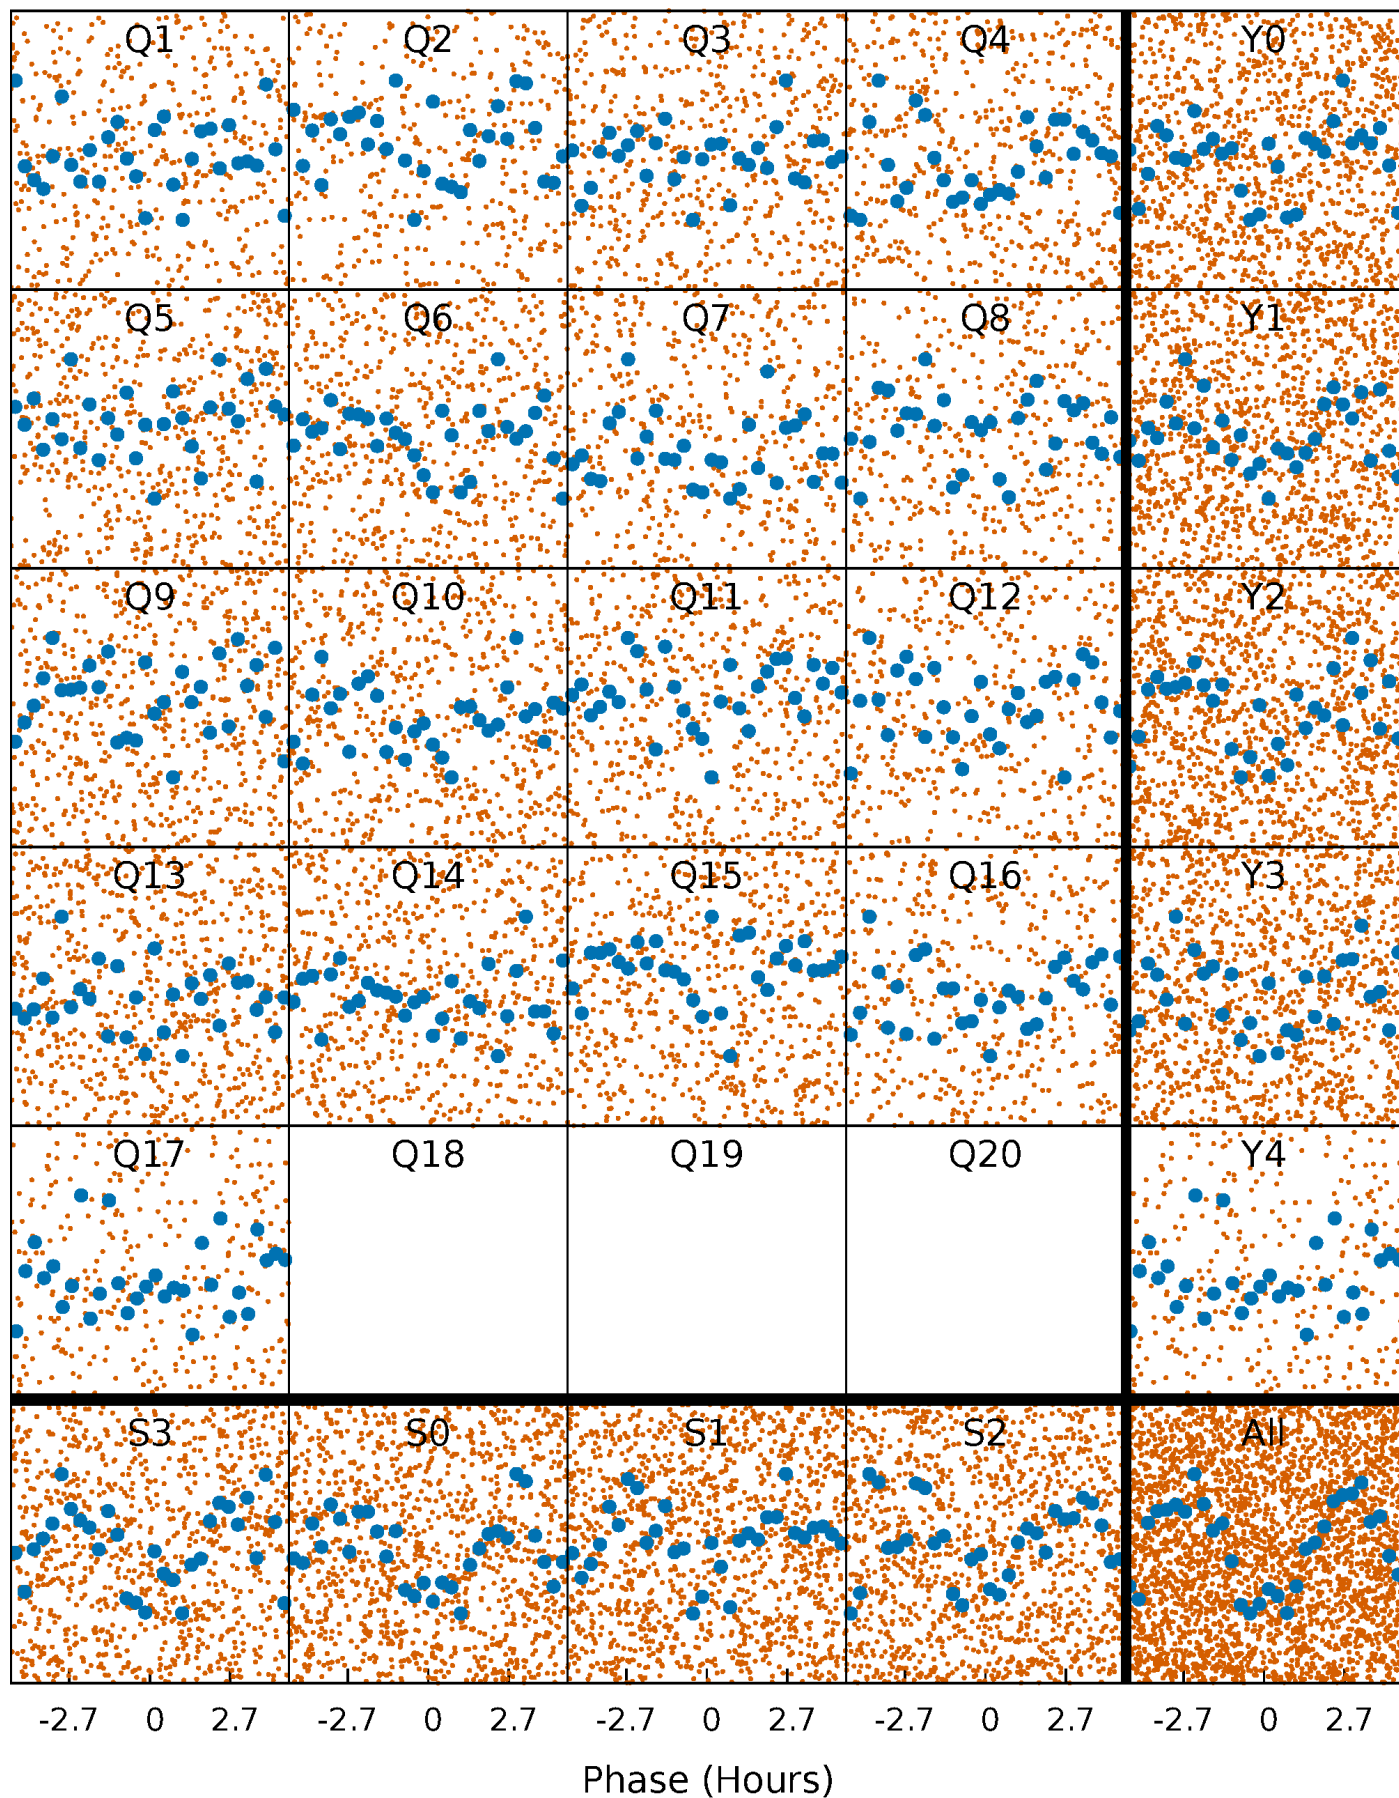 Q1 Q2 Q3 Q4 Y0
Q5 Q6 Q7 Q8 Y1
Q9 Q10 Q11 Q12 Y2
Q13 Q14 Q15 Q16 Y3
Q17 Q18 Q19 Q20 Y4
S3 S0 S1 S2 All
-2.7 0 2.7 -2.7 0 2.7 -2.7 0 2.7 -2.7 0 2.7 -2.7 0 2.7
Phase (Hours)